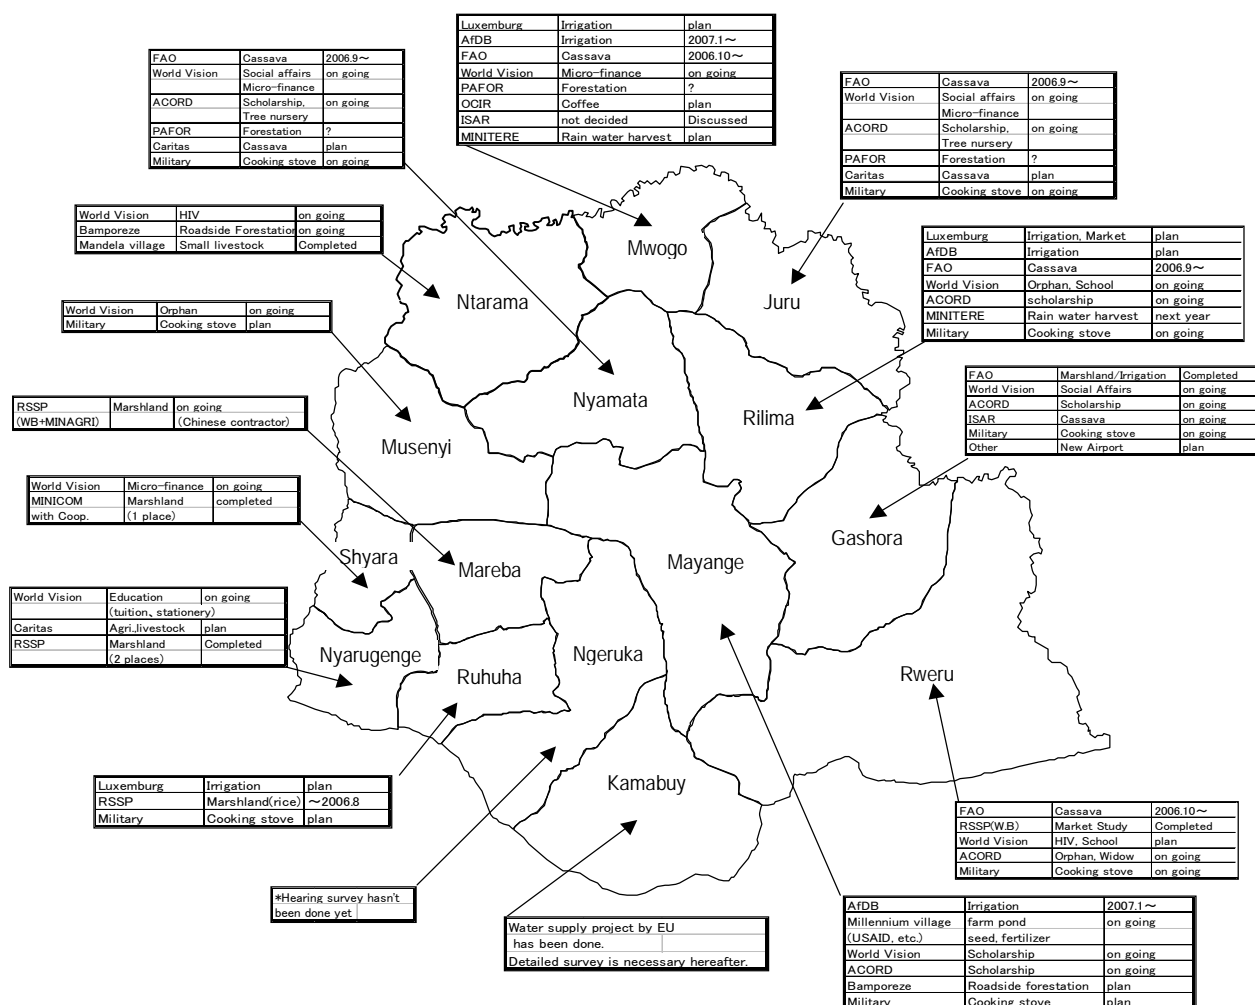 Luxemburg Irrigation plan
AfDB Irrigation 2007.1～
FAO Cassava 2006.10～
World Vision Micro-finance on going
PAFOR Forestation ?
OCIR Coffee plan
ISAR not decided Discussed
MINITERE Rain water harvest plan
FAO Cassava 2006.9～
World Vision Social affairs on going
Micro-finance
ACORD Scholarship, on going
Tree nursery
PAFOR Forestation ?
Caritas Cassava plan
Military Cooking stove on going
FAO Cassava 2006.9～
World Vision Social affairs on going
Micro-finance
ACORD Scholarship, on going
Tree nursery
PAFOR Forestation ?
Caritas Cassava plan
Military Cooking stove on going
World Vision HIV on going
Bamporeze Roadside Forestation on going
Mandela village Small livestock Completed
Luxemburg Irrigation, Market plan
AfDB Irrigation plan
FAO Cassava 2006.9～
World Vision Orphan, School on going
ACORD scholarship on going
MINITERE Rain water harvest next year
Military Cooking stove on going
World Vision Orphan on going
Military Cooking stove plan
FAO Marshland/Irrigation Completed
World Vision Social Affairs on going
ACORD Scholarship on going
ISAR Cassava on going
Military Cooking stove on going
Other New Airport plan
RSSP Marshland on going
(WB+MINAGRI) (Chinese contractor)
World Vision Micro-finance on going
MINICOM Marshland completed
with Coop. (1 place)
World Vision Education on going
(tuition、stationery)
Caritas Agri.,livestock plan
RSSP Marshland Completed
(2 places)
Mwogo
Ntarama
Juru
Nyamata
Rilima
Musenyi
Gashora
Shyara
Mareba
Mayange
Nyarugenge
Ngeruka
Ruhuha
Rweru
Kamabuy
Luxemburg Irrigation plan
RSSP Marshland(rice) ～2006.8
Military Cooking stove plan
*Hearing survey hasn't
been done yet
Water supply project by EU
has been done.
Detailed survey is necessary hereafter.
FAO Cassava 2006.10～
RSSP(W.B) Market Study Completed
World Vision HIV, School plan
ACORD Orphan, Widow on going
Military Cooking stove on going
AfDB Irrigation 2007.1～
Millennium village farm pond on going
(USAID, etc.) seed, fertilizer
World Vision Scholarship on going
ACORD Scholarship on going
Bamporeze Roadside forestation plan
Military Cooking stove plan